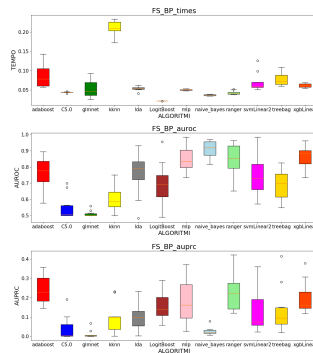 FS_BP_times
TEMPO
0.20
0.15
0.10
0.05
adaboost C5.0 glmnet kknn lda LogitBoost mlp naive_bayes ranger svmLinear2 treebag xgbLinear
ALGORITMI
FS_BP_auroc
AUROC
1.0
0.9
0.8
0.7
0.6
0.5
adaboost C5.0 glmnet kknn lda LogitBoost mlp naive_bayes ranger svmLinear2 treebag xgbLinear
ALGORITMI
FS_BP_auprc
AUPRC
0.4
0.3
0.2
0.1
0.0
adaboost C5.0 glmnet kknn lda LogitBoost mlp naive_bayes ranger svmLinear2 treebag xgbLinear
ALGORITMI